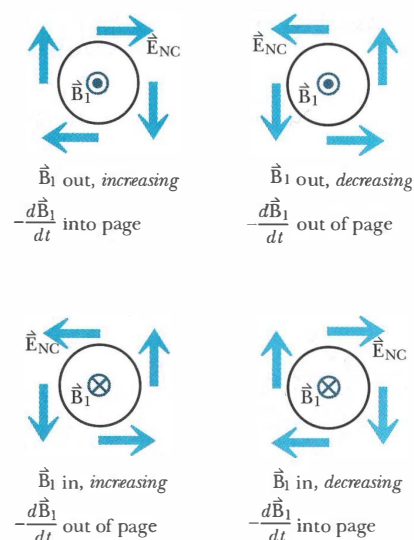 E⃗NC
B⃗1
B⃗1 out, increasing
-dB⃗1/dt into page
E⃗NC
B⃗1
B⃗1 out, decreasing
-dB⃗1/dt out of page
E⃗NC
B⃗1
B⃗1 in, increasing
-dB⃗1/dt out of page
E⃗NC
B⃗1
B⃗1 in, decreasing
-dB⃗1/dt into page